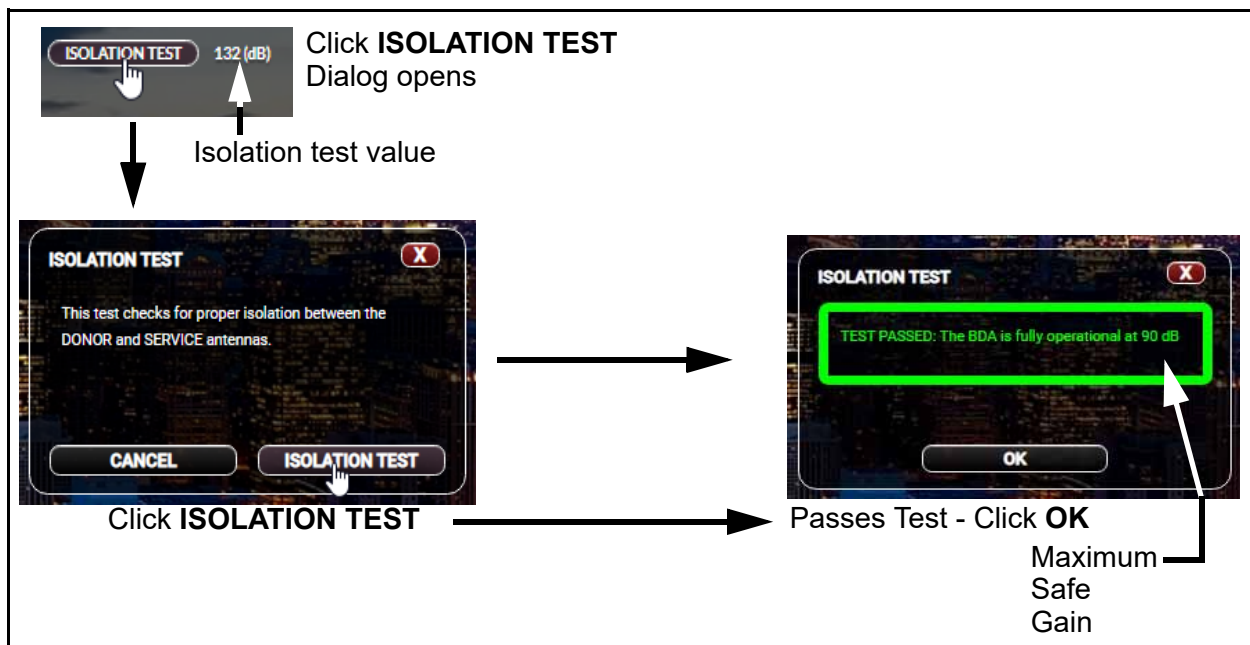 ISOLATION TEST 132 (dB)
Click ISOLATION TEST
Dialog opens
Isolation test value
ISOLATION TEST X
This test checks for proper isolation between the
DONOR and SERVICE antennas.
CANCEL ISOLATION TEST
Click ISOLATION TEST
ISOLATION TEST X
TEST PASSED: The BDA is fully operational at 90 dB
OK
Passes Test - Click OK
Maximum
Safe
Gain